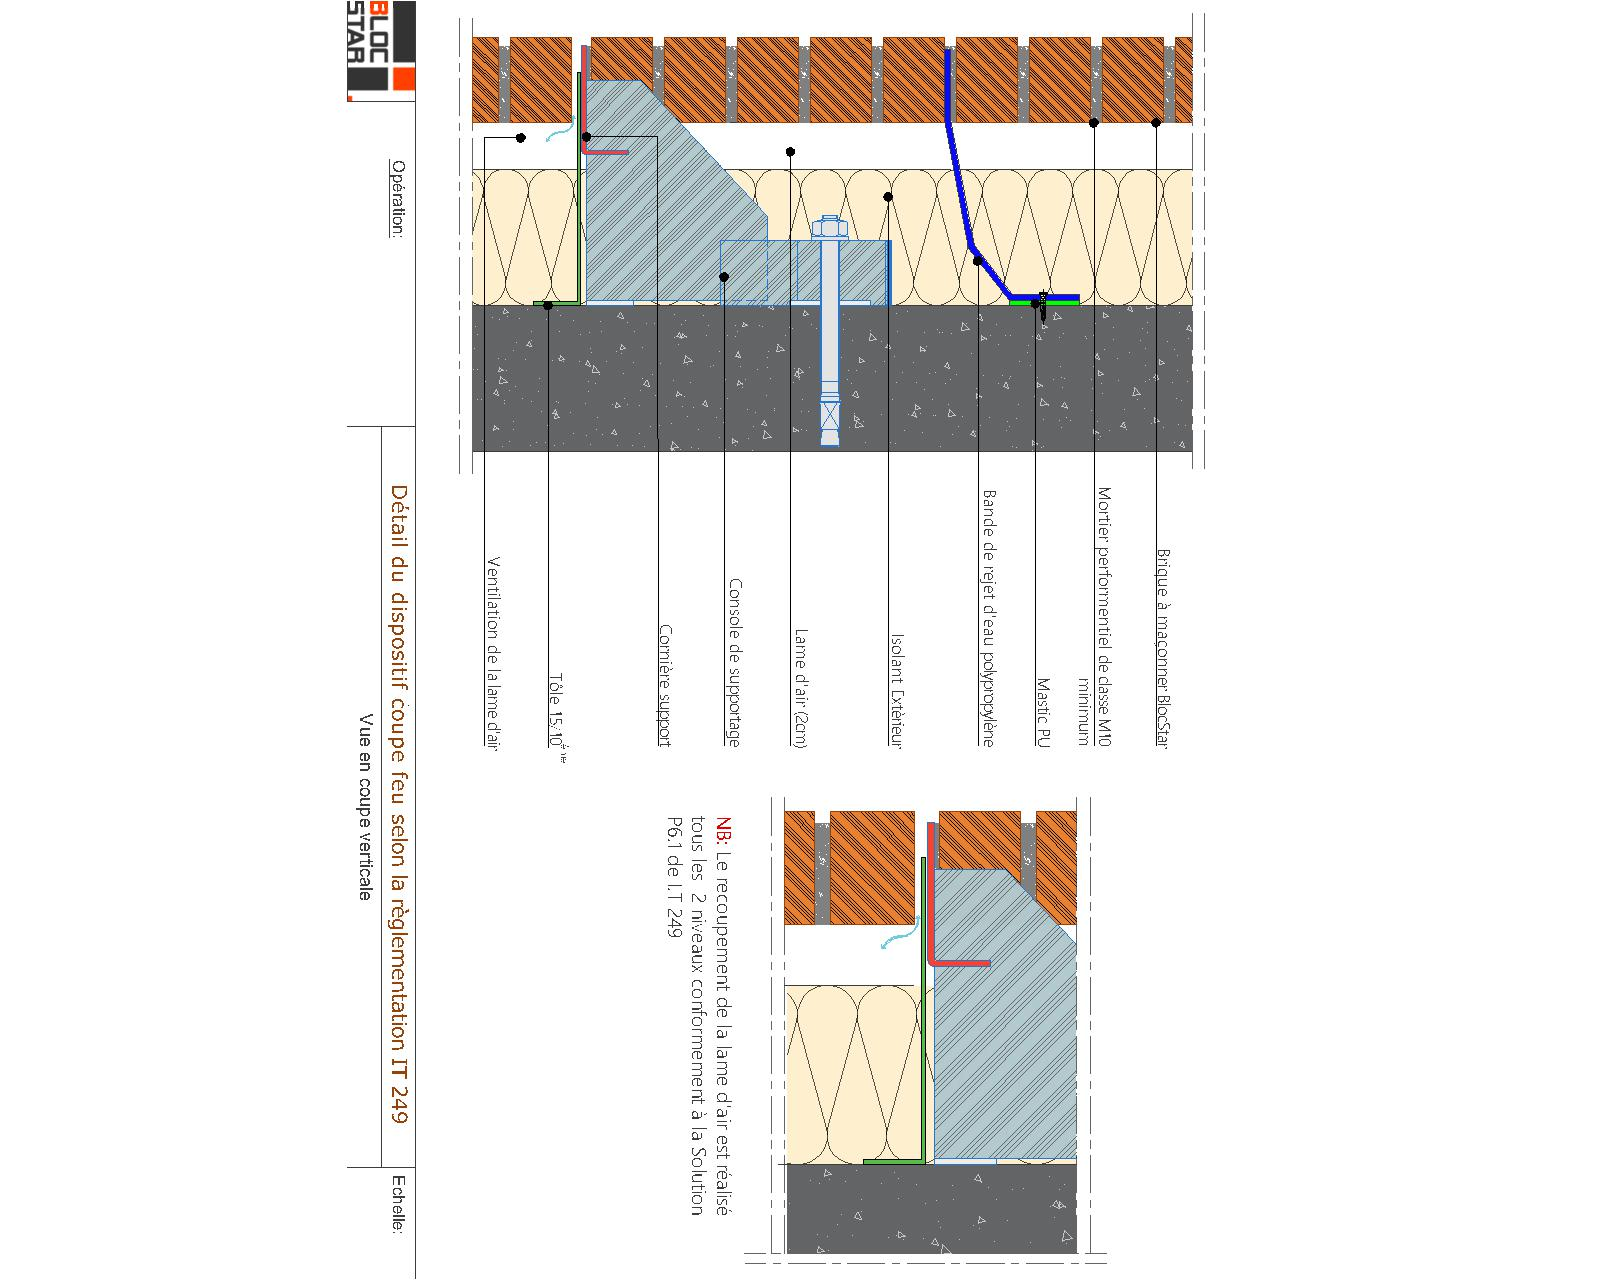 Brique à maçonner BlocStar
Mortier performentiel de classe M10
minimum
Mastic PU
Bande de rejet d'eau polypropylène
Isolant Extérieur
Lame d'air (2cm)
Console de supportage
Cornière support
Tôle 15/10ème
Ventilation de la lame d'air
NB: Le recoupement de la lame d'air est réalisé
tous les 2 niveaux conformement à la Solution
P6.1 de I.T 249
BLOC
STAR
Opération:
Détail du dispositif coupe feu selon la règlementation IT 249
Vue en coupe verticale
Echelle: